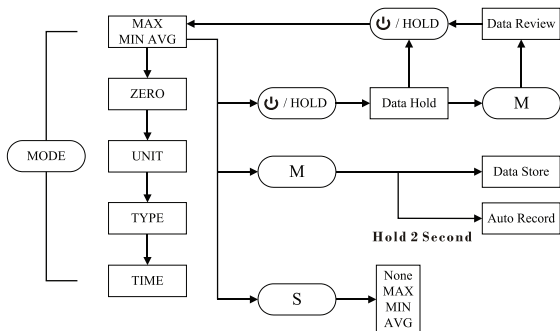 MAX
MIN AVG
/ HOLD
Data Review
ZERO
/ HOLD
Data Hold
M
MODE
UNIT
M
Data Store
TYPE
Auto Record
Hold 2 Second
TIME
S
None
MAX
MIN
AVG